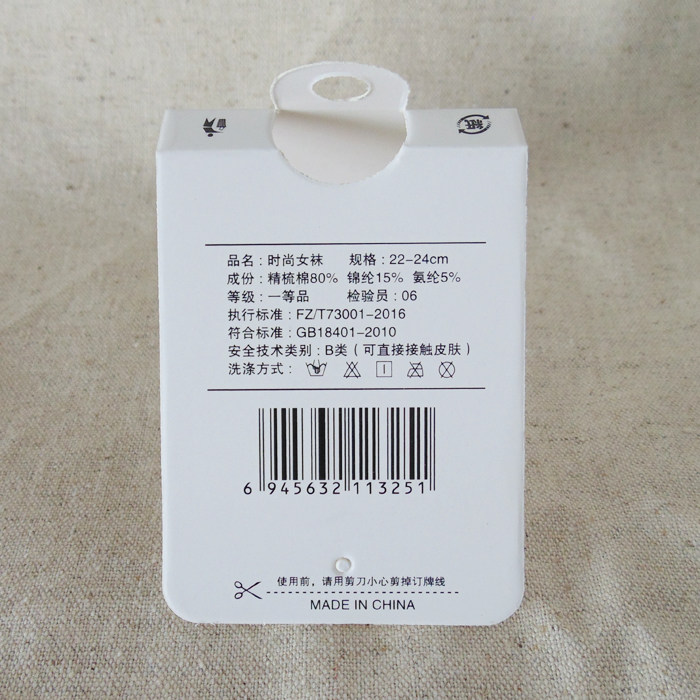 紙
品名：时尚女袜 规格：22-24cm
成份：精梳棉80% 锦纶15% 氨纶5%
等级：一等品 检验员：06
执行标准：FZ/T73001-2016
符合标准：GB18401-2010
安全技术类别：B类（可直接接触皮肤）
洗涤方式：
6 945632 113251
使用前，请用剪刀小心剪掉订牌线
MADE IN CHINA